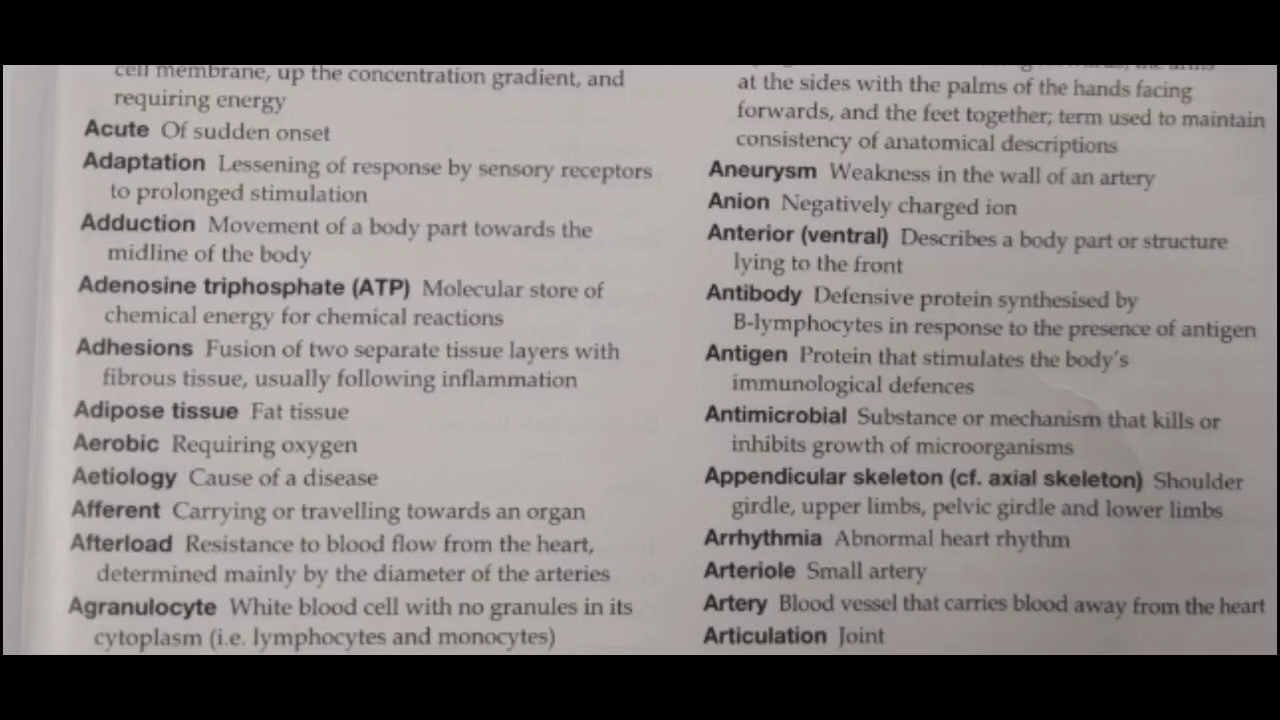 cell membrane, up the concentration gradient, and
requiring energy
Acute Of sudden onset
Adaptation Lessening of response by sensory receptors
to prolonged stimulation
Adduction Movement of a body part towards the
midline of the body
Adenosine triphosphate (ATP) Molecular store of
chemical energy for chemical reactions
Adhesions Fusion of two separate tissue layers with
fibrous tissue, usually following inflammation
Adipose tissue Fat tissue
Aerobic Requiring oxygen
Aetiology Cause of a disease
Afferent Carrying or travelling towards an organ
Afterload Resistance to blood flow from the heart,
determined mainly by the diameter of the arteries
Agranulocyte White blood cell with no granules in its
cytoplasm (i.e. lymphocytes and monocytes)
at the sides with the palms of the hands facing
forwards, and the feet together; term used to maintain
consistency of anatomical descriptions
Aneurysm Weakness in the wall of an artery
Anion Negatively charged ion
Anterior (ventral) Describes a body part or structure
lying to the front
Antibody Defensive protein synthesised by
B-lymphocytes in response to the presence of antigen
Antigen Protein that stimulates the body's
immunological defences
Antimicrobial Substance or mechanism that kills or
inhibits growth of microorganisms
Appendicular skeleton (cf. axial skeleton) Shoulder
girdle, upper limbs, pelvic girdle and lower limbs
Arrhythmia Abnormal heart rhythm
Arteriole Small artery
Artery Blood vessel that carries blood away from the heart
Articulation Joint